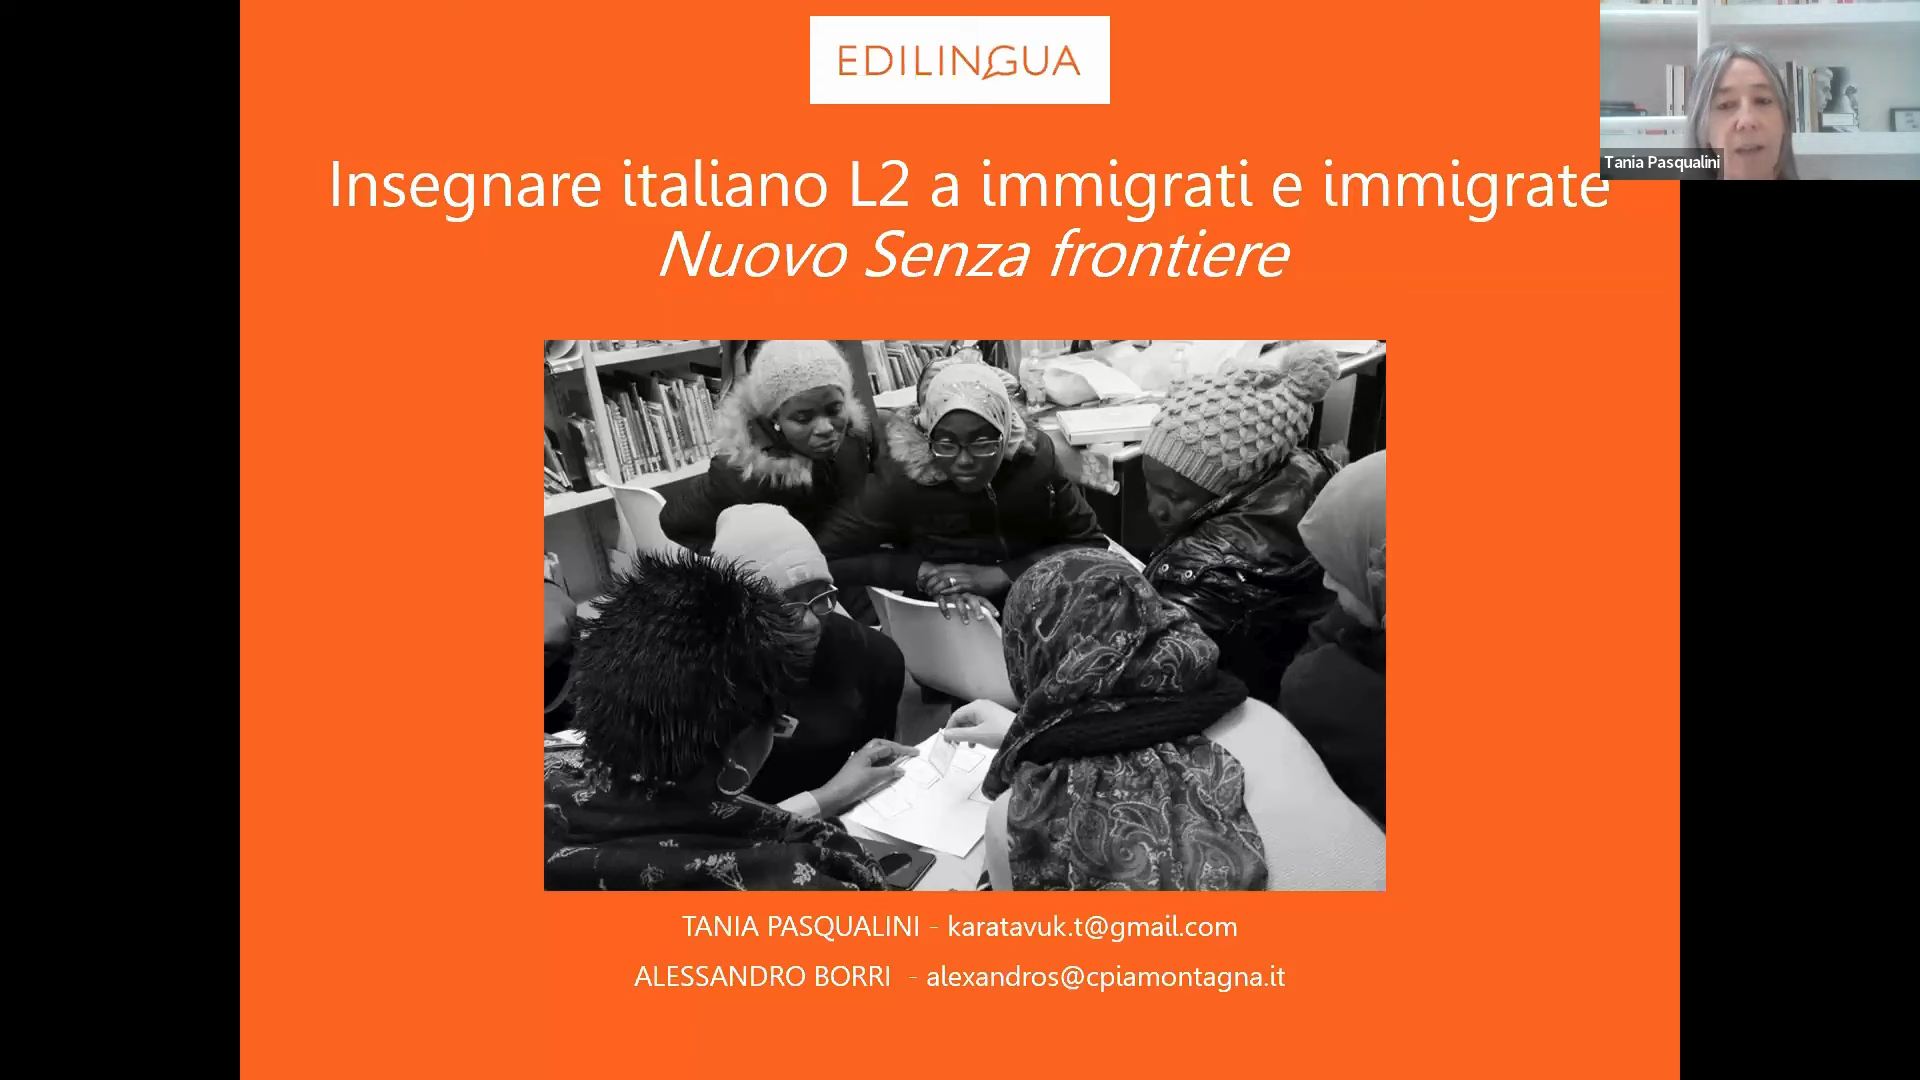 EDILINGUA
Tania Pasqualini
Insegnare italiano L2 a immigrati e immigrate
Nuovo Senza frontiere
TANIA PASQUALINI - karatavuk.t@gmail.com
ALESSANDRO BORRI - alexandros@cpiamontagna.it